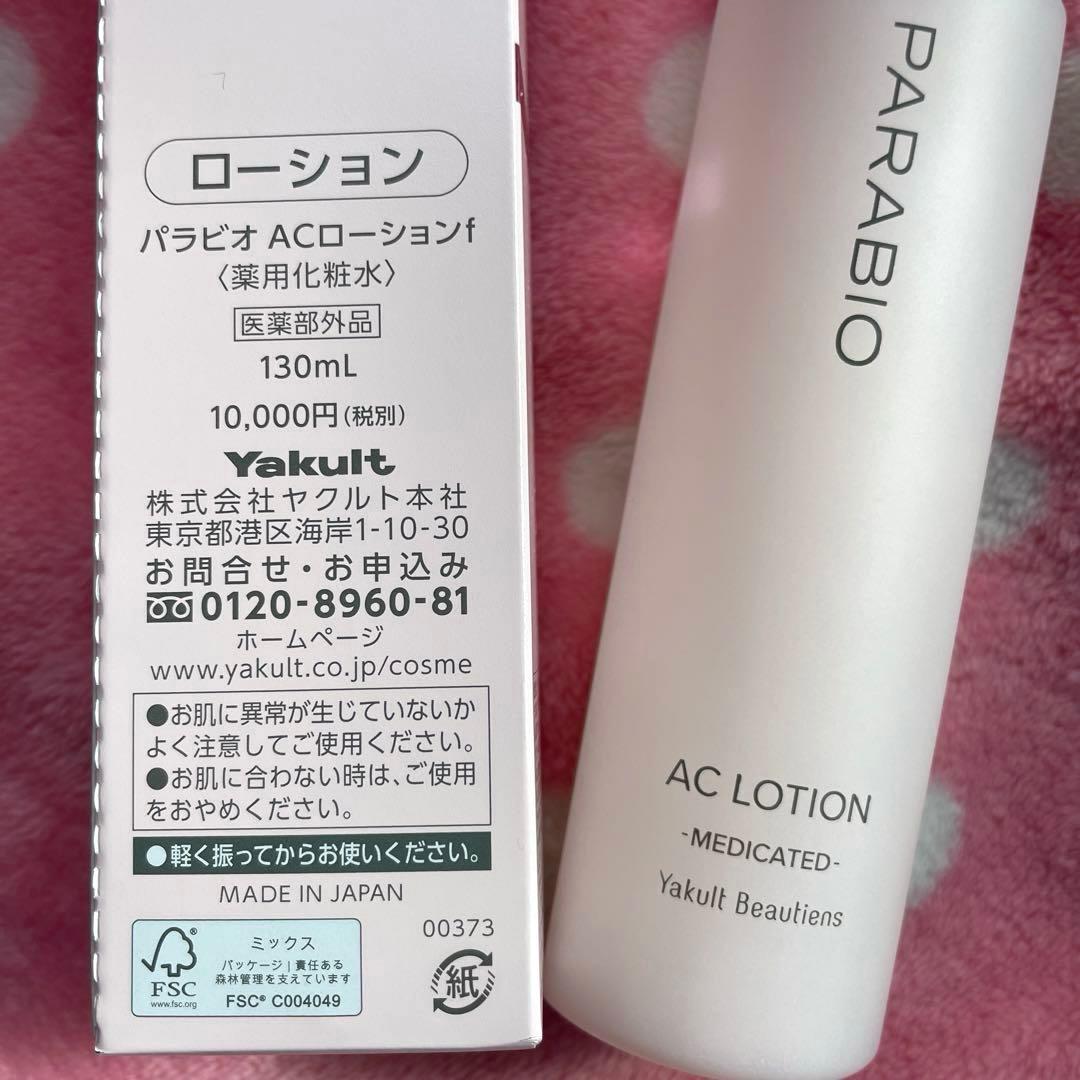 ローション
パラビオ ACローションf
〈薬用化粧水〉
医薬部外品
130mL
10,000円(税別)
Yakult
株式会社ヤクルト本社
東京都港区海岸1-10-30
お問合せ・お申込み
0120-8960-81
ホームページ
www.yakult.co.jp/cosme
●お肌に異常が生じていないか
よく注意してご使用ください。
●お肌に合わない時は、ご使用
をおやめください。
●軽く振ってからお使いください。
MADE IN JAPAN
00373
FSC
www.fsc.org
ミックス
パッケージ|責任ある
森林管理を支えています
FSC® C004049
紙
PARABIO
AC LOTION
-MEDICATED-
Yakult Beautiens